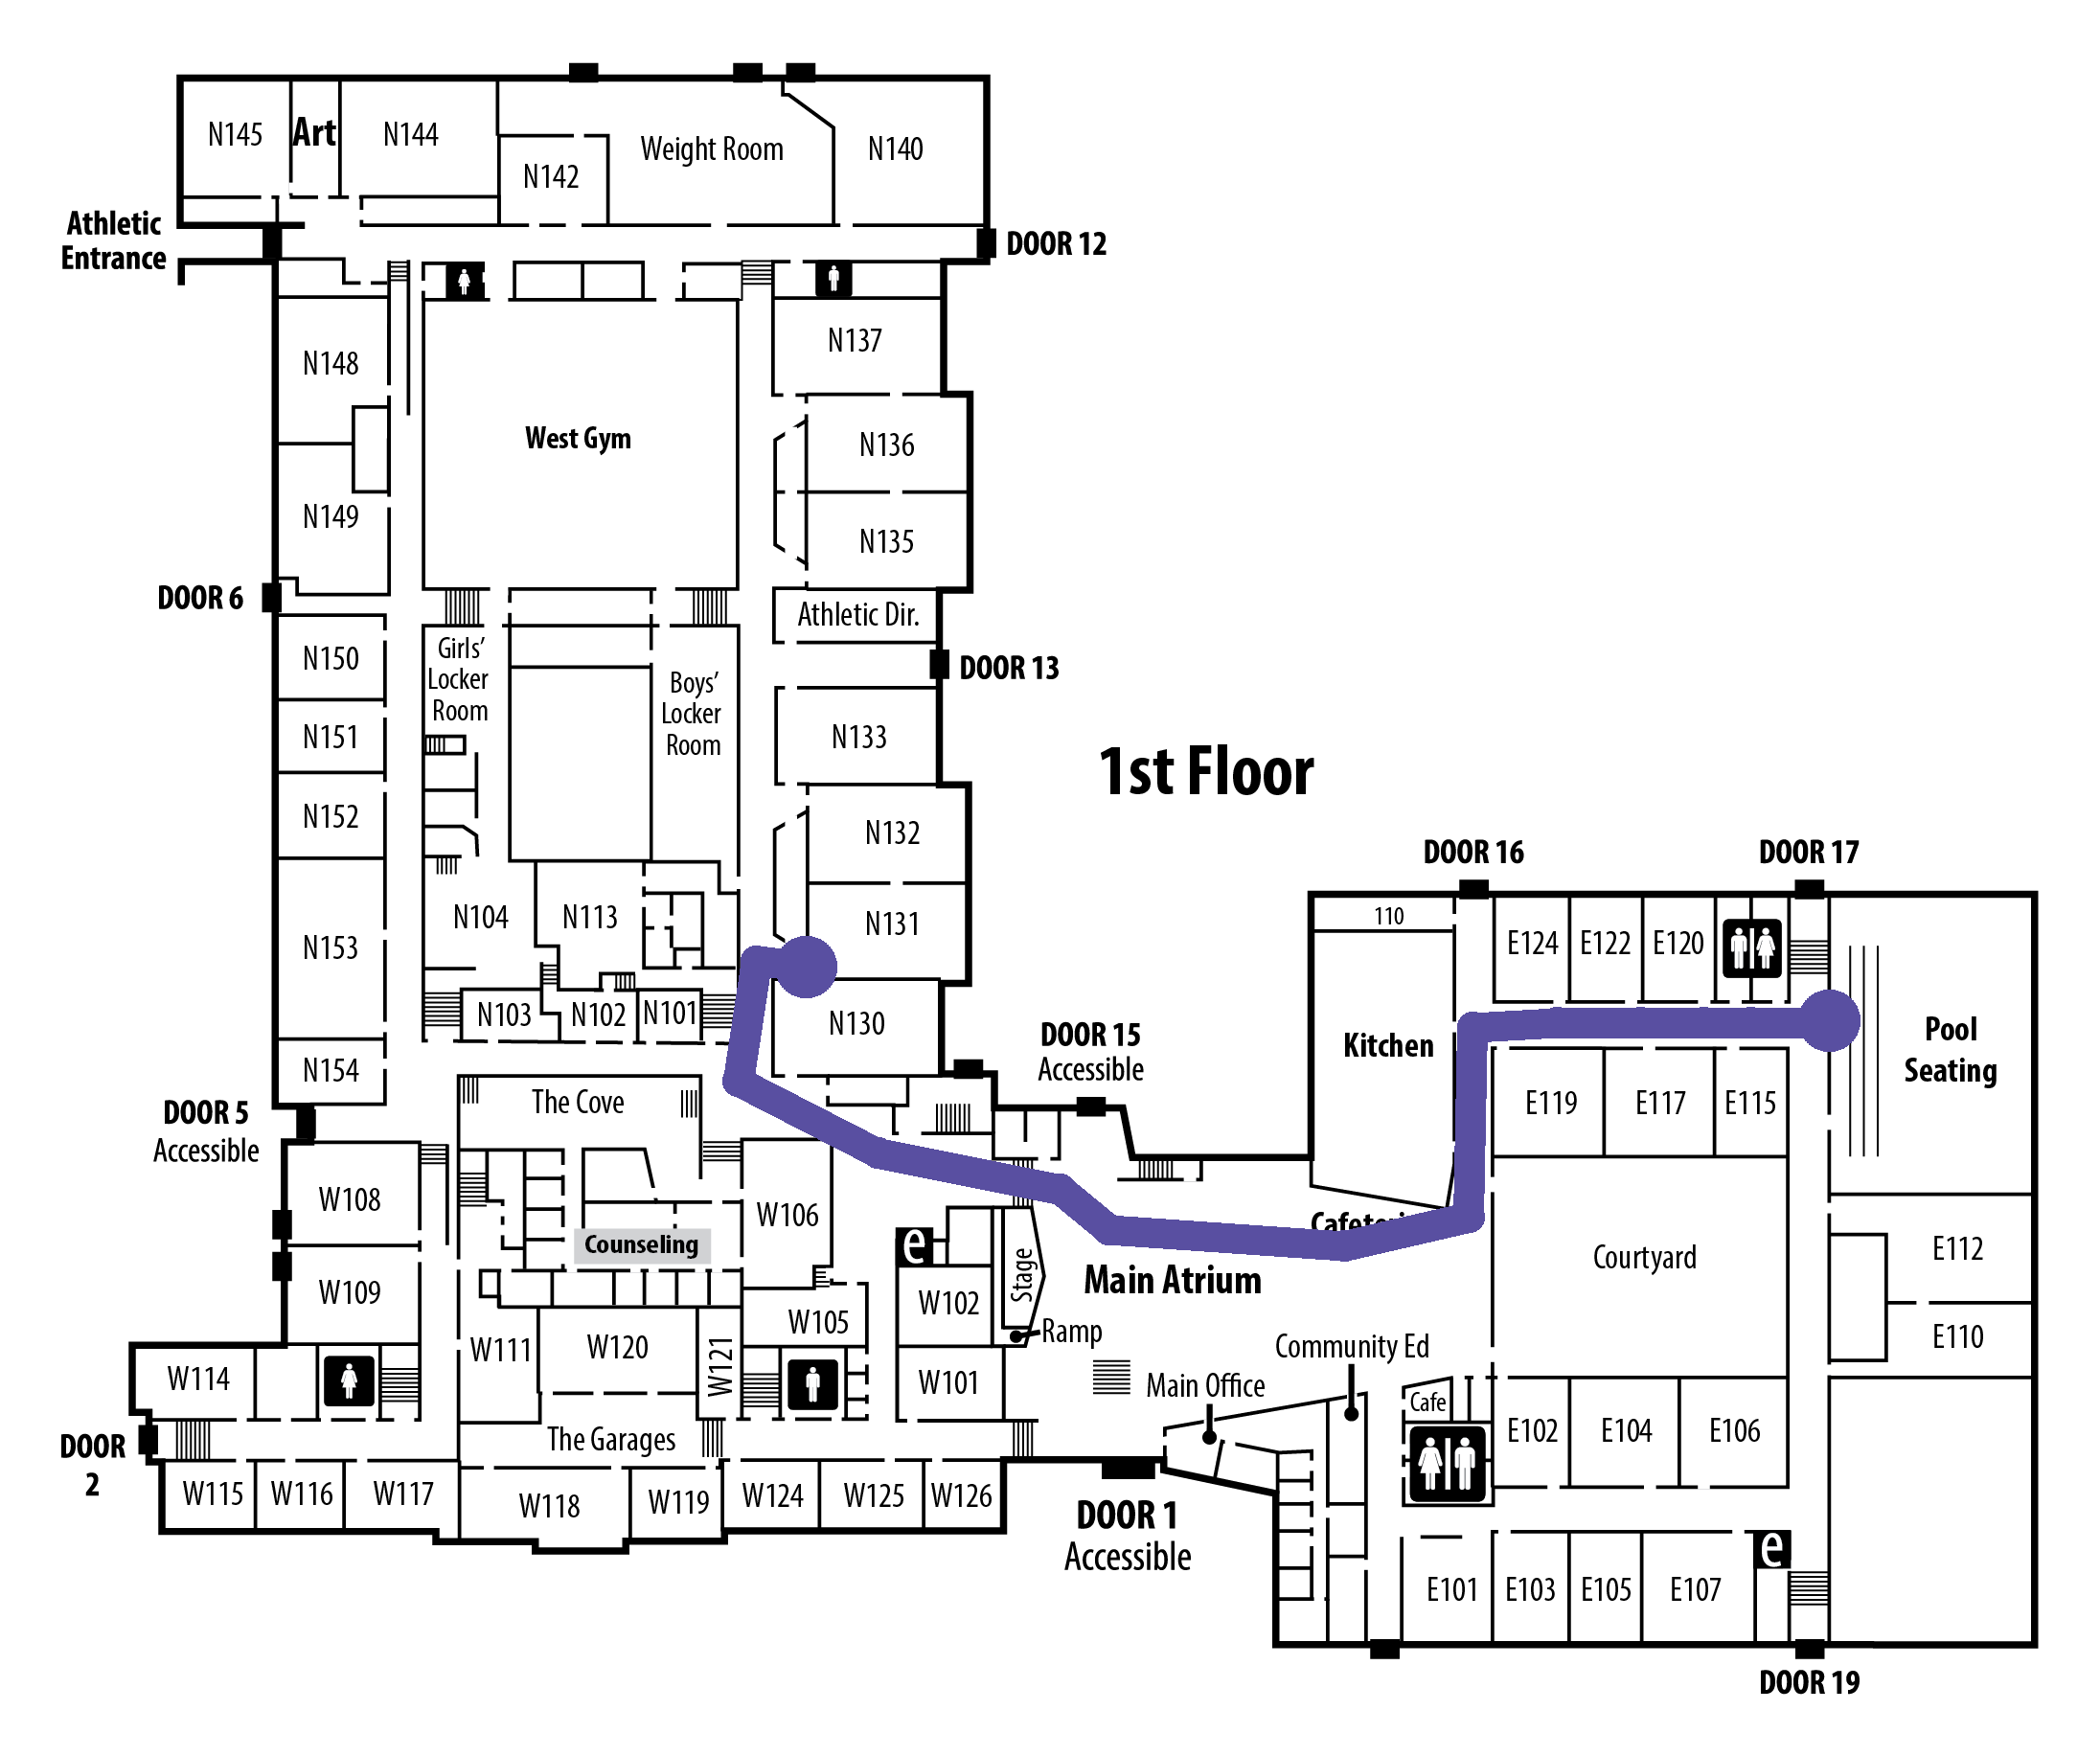 N145
Art
N144
N142
Weight Room
N140
Athletic
Entrance
DOOR 12
N148
N137
West Gym
N136
N149
N135
DOOR 6
Athletic Dir.
N150
Girls’
Locker
Room
Boys’
Locker
Room
DOOR 13
N151
N133
1st Floor
N152
N132
DOOR 16
DOOR 17
N104
N113
N131
110
N153
E124
E122
E120
N103
N102
N101
N130
DOOR 15
Accessible
Kitchen
Pool
Seating
N154
The Cove
E119
E117
E115
DOOR 5
Accessible
W108
W106
Counseling
e
Stage
Courtyard
E112
Main Atrium
W109
W102
W105
Ramp
W111
W120
W121
E110
Community Ed
W114
W101
Main Office
Cafe
E102
E104
E106
DOOR
2
The Garages
W115
W116
W117
W118
W119
W124
W125
W126
DOOR 1
Accessible
e
E101
E103
E105
E107
DOOR 19